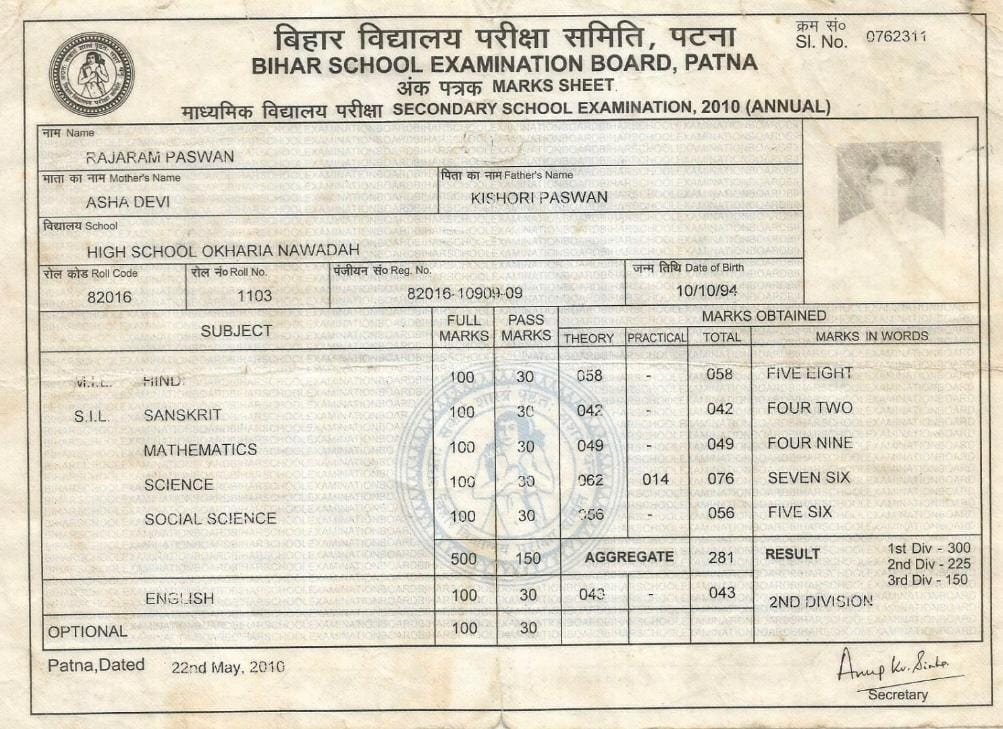 बिहार विद्यालय परीक्षा समिति, पटना
क्रम सं० Sl. No. 0762311
BIHAR SCHOOL EXAMINATION BOARD, PATNA
अंक पत्रक MARKS SHEET
माध्यमिक विद्यालय परीक्षा SECONDARY SCHOOL EXAMINATION, 2010 (ANNUAL)
नाम Name
RAJARAM PASWAN
माता का नाम Mother's Name पिता का नाम Father's Name
ASHA DEVI KISHORI PASWAN
विद्यालय School
HIGH SCHOOL OKHARIA NAWADAH
रोल कोड Roll Code रोल नं० Roll No. पंजीयन सं० Reg. No. जन्म तिथि Date of Birth
82016 1103 82016-10909-09 10/10/94
SUBJECT FULL MARKS PASS MARKS MARKS OBTAINED
THEORY PRACTICAL TOTAL MARKS IN WORDS
M.I.L. HINDI 100 30 058 - 058 FIVE EIGHT
S.I.L. SANSKRIT 100 30 042 - 042 FOUR TWO
MATHEMATICS 100 30 049 - 049 FOUR NINE
SCIENCE 100 30 062 014 076 SEVEN SIX
SOCIAL SCIENCE 100 30 056 - 056 FIVE SIX
500 150 AGGREGATE 281 RESULT 1st Div - 300
2nd Div - 225
3rd Div - 150
ENGLISH 100 30 043 - 043 2ND DIVISION
OPTIONAL 100 30
Patna,Dated 22nd May, 2010
Anup Kr. Sinha
Secretary